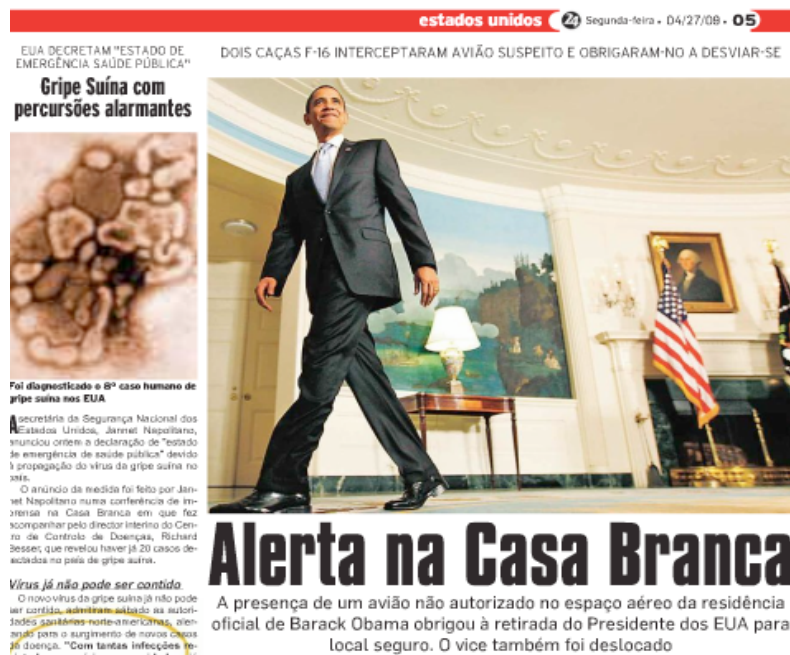 estados unidos 24 Segunda-feira • 04/27/09 • 05
EUA DECRETAM "ESTADO DE
EMERGÊNCIA SAÚDE PÚBLICA"
Gripe Suína com
percursões alarmantes
Foi diagnosticado o 8º caso humano de
gripe suína nos EUA
A secretária da Segurança Nacional dos
Estados Unidos, Jannet Napolitano,
anunciou ontem a declaração de "estado
de emergência de saúde pública" devido
à propagação do vírus da gripe suína no
país.
O anúncio da medida foi feito por Jan-
net Napolitano numa conferência de im-
prensa na Casa Branca em que fez
acompanhar pelo director interino do Cen-
tro de Controlo de Doenças, Richard
Besser, que revelou haver já 20 casos de-
tectados no país de gripe suína.
Vírus já não pode ser contido
O novo vírus da gripe suína já não pode
ser contido, admitiram sábado as autori-
dades sanitárias norte-americanas, aler-
tando para o surgimento de novos casos
da doença. "Com tantas infecções re-
DOIS CAÇAS F-16 INTERCEPTARAM AVIÃO SUSPEITO E OBRIGARAM-NO A DESVIAR-SE
Alerta na Casa Branca
A presença de um avião não autorizado no espaço aéreo da residência
oficial de Barack Obama obrigou à retirada do Presidente dos EUA para
local seguro. O vice também foi deslocado